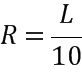 R = L/10